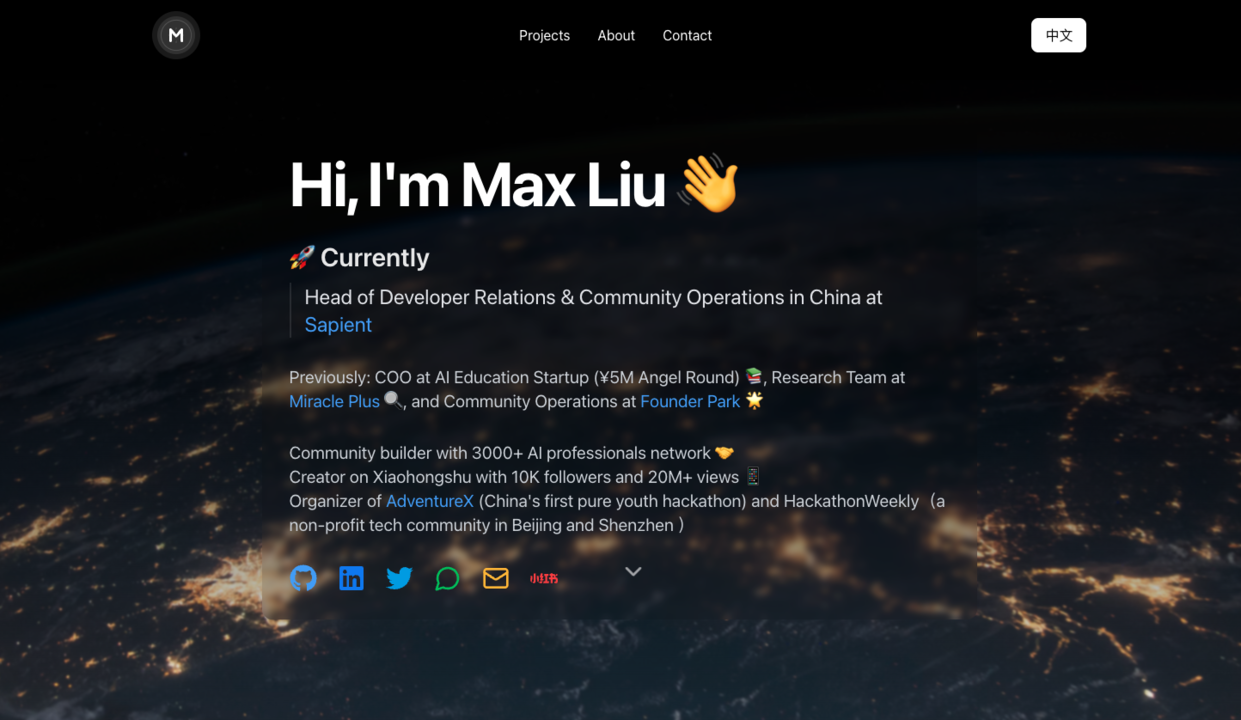 M
Projects About Contact
中文
Hi, I'm Max Liu 👋
🚀 Currently
Head of Developer Relations & Community Operations in China at
Sapient
Previously: COO at AI Education Startup (¥5M Angel Round) 📚, Research Team at
Miracle Plus 🔍, and Community Operations at Founder Park 🌟
Community builder with 3000+ AI professionals network 🤝
Creator on Xiaohongshu with 10K followers and 20M+ views 📱
Organizer of AdventureX (China's first pure youth hackathon) and HackathonWeekly（a
non-profit tech community in Beijing and Shenzhen ）
小红书